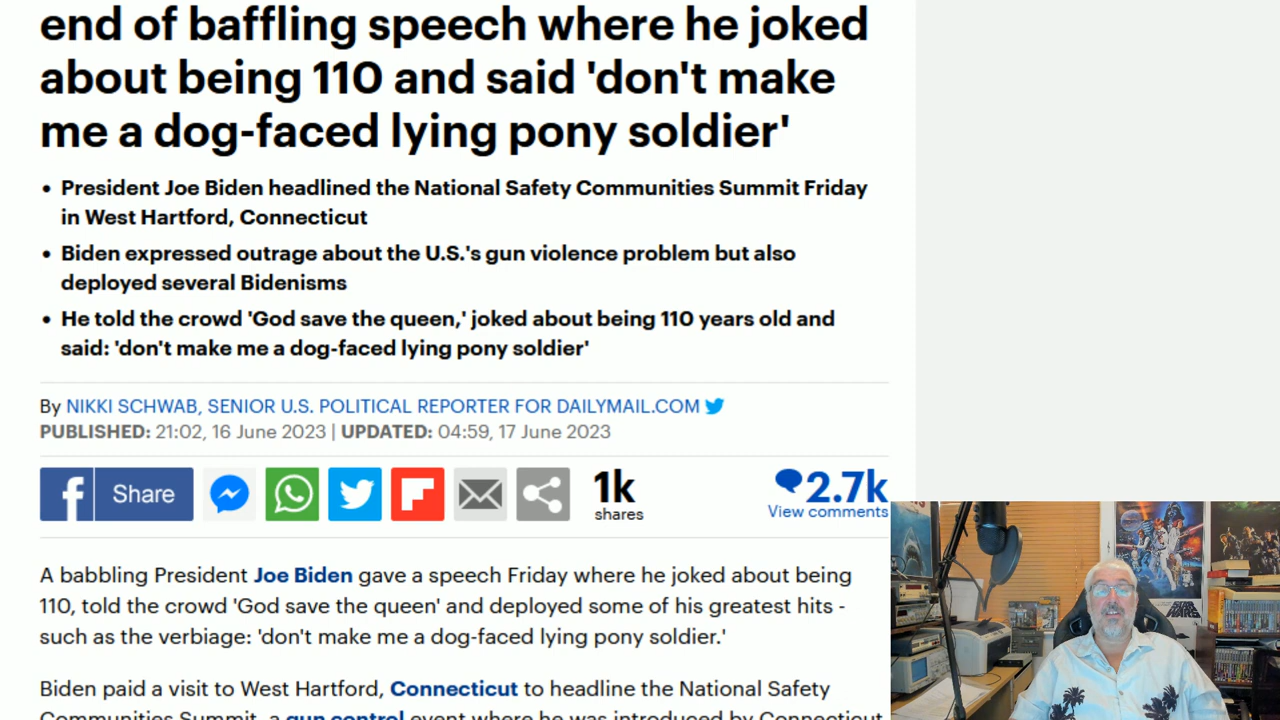 end of baffling speech where he joked
about being 110 and said 'don't make
me a dog-faced lying pony soldier'
• President Joe Biden headlined the National Safety Communities Summit Friday
in West Hartford, Connecticut
• Biden expressed outrage about the U.S.'s gun violence problem but also
deployed several Bidenisms
• He told the crowd 'God save the queen,' joked about being 110 years old and
said: 'don't make me a dog-faced lying pony soldier'
By NIKKI SCHWAB, SENIOR U.S. POLITICAL REPORTER FOR DAILYMAIL.COM
PUBLISHED: 21:02, 16 June 2023 | UPDATED: 04:59, 17 June 2023
f Share
1k
shares
2.7k
View comments
A babbling President Joe Biden gave a speech Friday where he joked about being
110, told the crowd 'God save the queen' and deployed some of his greatest hits -
such as the verbiage: 'don't make me a dog-faced lying pony soldier.'
Biden paid a visit to West Hartford, Connecticut to headline the National Safety
Communities Summit, a gun control event where he was introduced by Connecticut
STAR
WARS